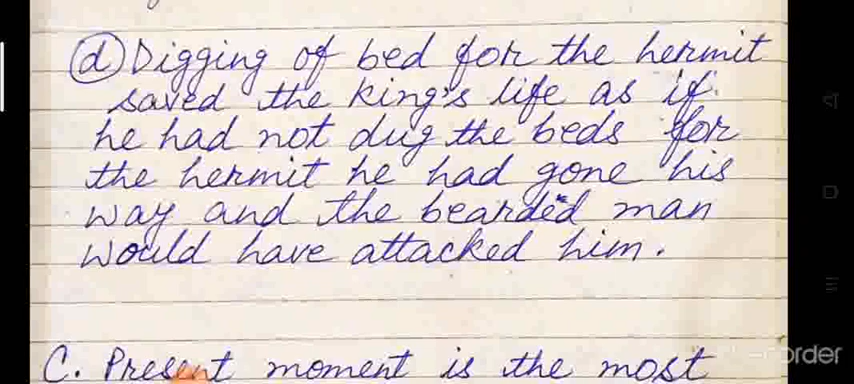 (d) Digging of bed for the hermit
saved the king's life as if
he had not dug the beds for
the hermit he had gone his
way and the bearded man
would have attacked him.
C. Present moment is the most